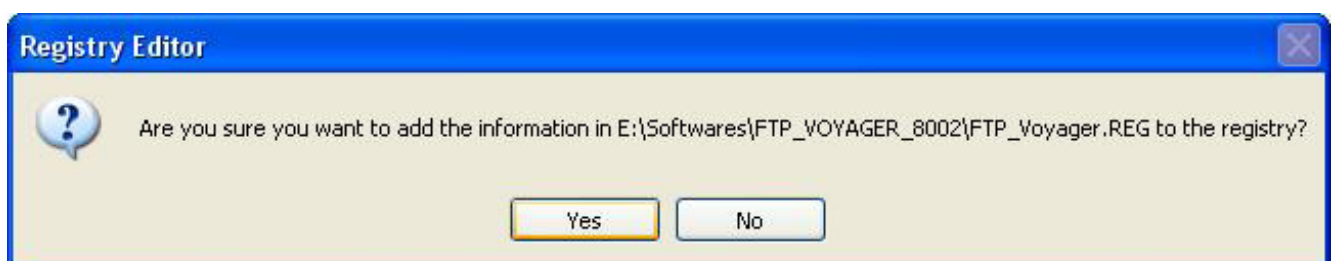 Registry Editor
Are you sure you want to add the information in E:\Softwares\FTP_VOYAGER_8002\FTP_Voyager.REG to the registry?
Yes No